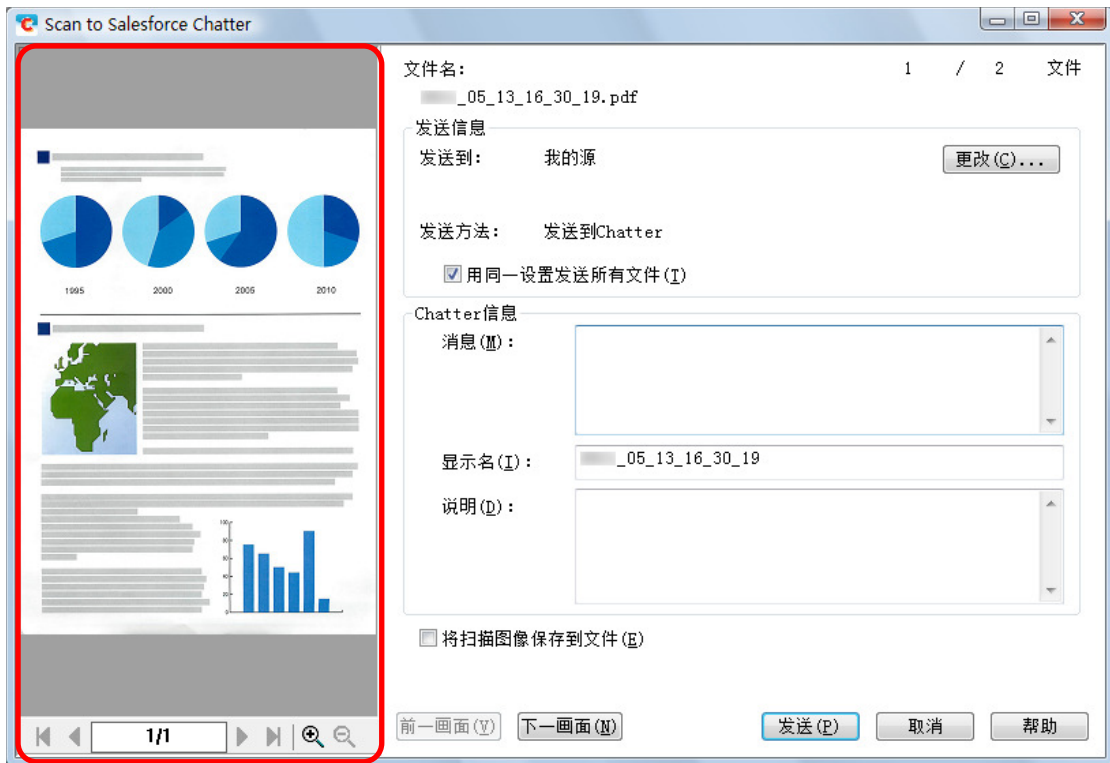 Scan to Salesforce Chatter
文件名: 1 / 2 文件
_05_13_16_30_19.pdf
发送信息
发送到: 我的源 更改(C)...
发送方法: 发送到Chatter
用同一设置发送所有文件(I)
Chatter信息
消息(M):
显示名(I): _05_13_16_30_19
说明(D):
将扫描图像保存到文件(E)
前一画面(V) 下一画面(N) 发送(P) 取消 帮助
1995 2000 2005 2010
1/1